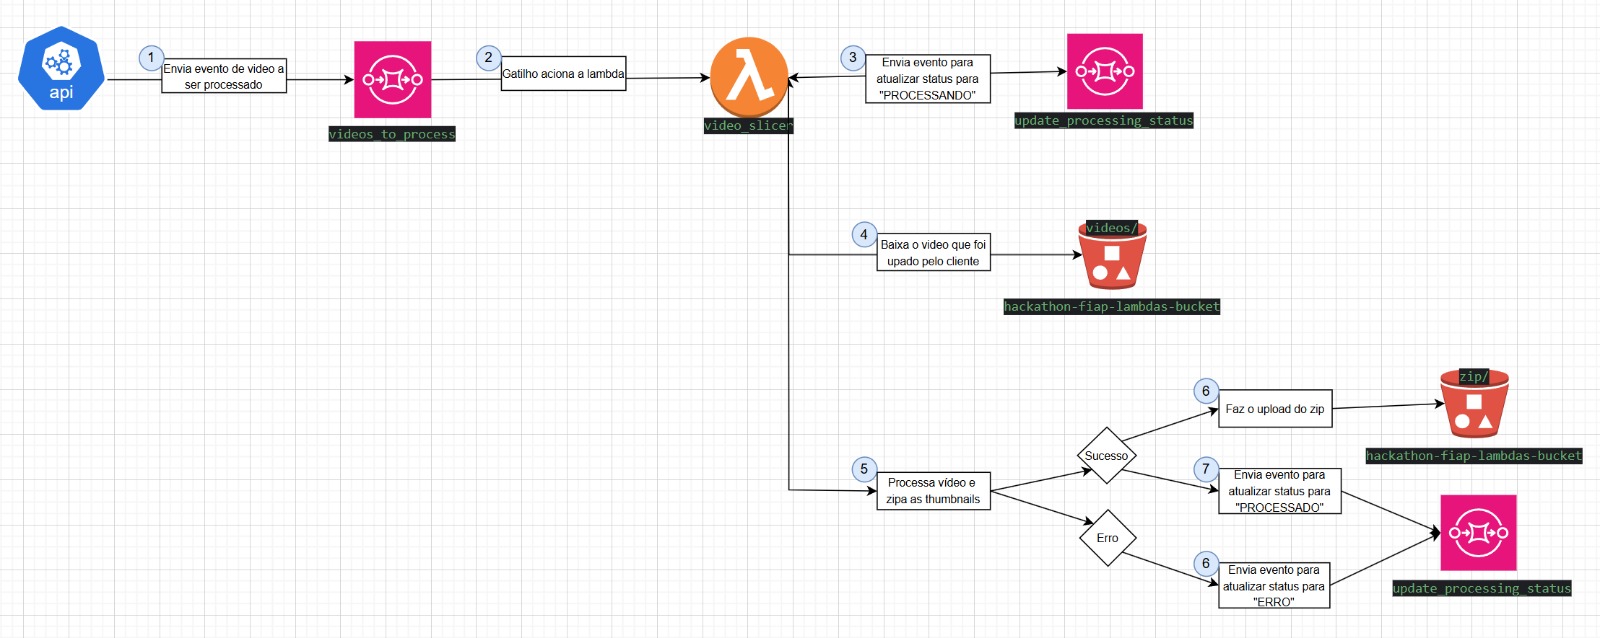 api
1
Envia evento de video a
ser processado
videos_to_process
2
Gatilho aciona a lambda
video_slicer
3
Envia evento para
atualizar status para
"PROCESSANDO"
update_processing_status
4
Baixa o video que foi
upado pelo cliente
videos/
hackathon-fiap-lambdas-bucket
5
Processa vídeo e
zipa as thumbnails
Sucesso
6
Faz o upload do zip
zip/
hackathon-fiap-lambdas-bucket
7
Envia evento para
atualizar status para
"PROCESSADO"
Erro
6
Envia evento para
atualizar status para
"ERRO"
update_processing_status